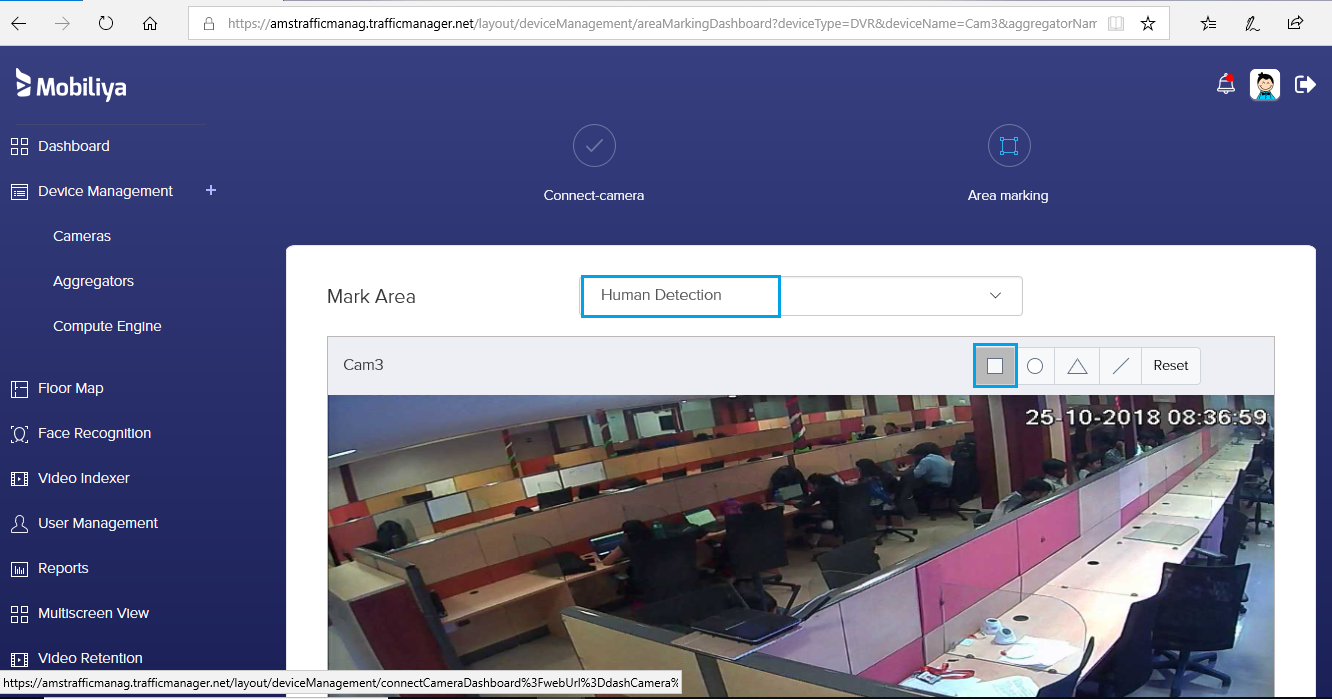 https://amstrafficmanag.trafficmanager.net/layout/deviceManagement/areaMarkingDashboard?deviceType=DVR&deviceName=Cam3&aggregatorNam
Mobiliya
Dashboard
Device Management +
Cameras
Aggregators
Compute Engine
Floor Map
Face Recognition
Video Indexer
User Management
Reports
Multiscreen View
Video Retention
Connect-camera
Area marking
Mark Area
Human Detection
Cam3
Reset
25-10-2018 08:36:59
https://amstrafficmanag.trafficmanager.net/layout/deviceManagement/connectCameraDashboard%3FwebUrl%3DdashCamera%